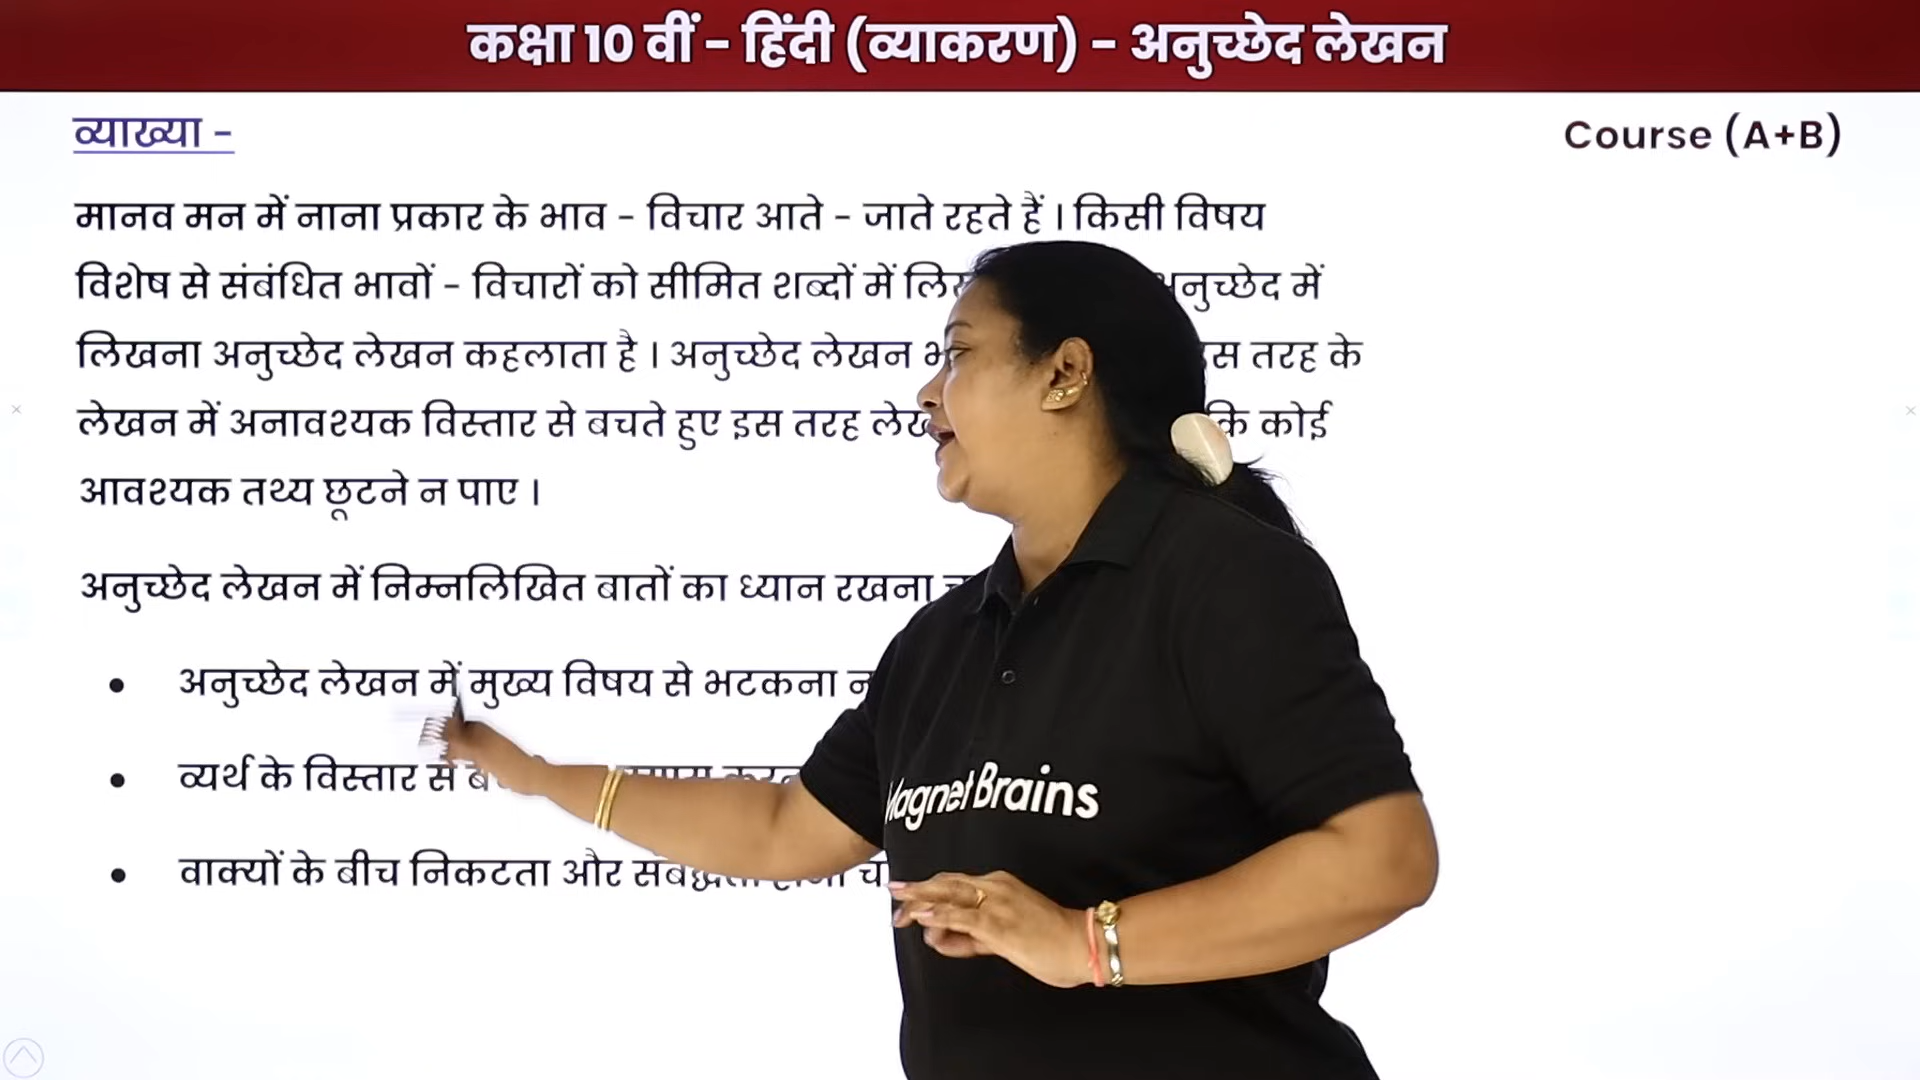 कक्षा 10 वीं - हिंदी (व्याकरण) - अनुच्छेद लेखन
व्याख्या -
Course (A+B)
मानव मन में नाना प्रकार के भाव - विचार आते - जाते रहते हैं । किसी विषय
विशेष से संबंधित भावों - विचारों को सीमित शब्दों में में
लिखना अनुच्छेद लेखन कहलाता है । अनुच्छेद लेखन तरह के
लेखन में अनावश्यक विस्तार से बचते हुए इस तरह कि कोई
आवश्यक तथ्य छूटने न पाए ।
अनुच्छेद लेखन में निम्नलिखित बातों का ध्यान रखना
• अनुच्छेद लेखन में मुख्य विषय से भटकना
• व्यर्थ के विस्तार से
• वाक्यों के बीच निकटता और
Magnet Brains